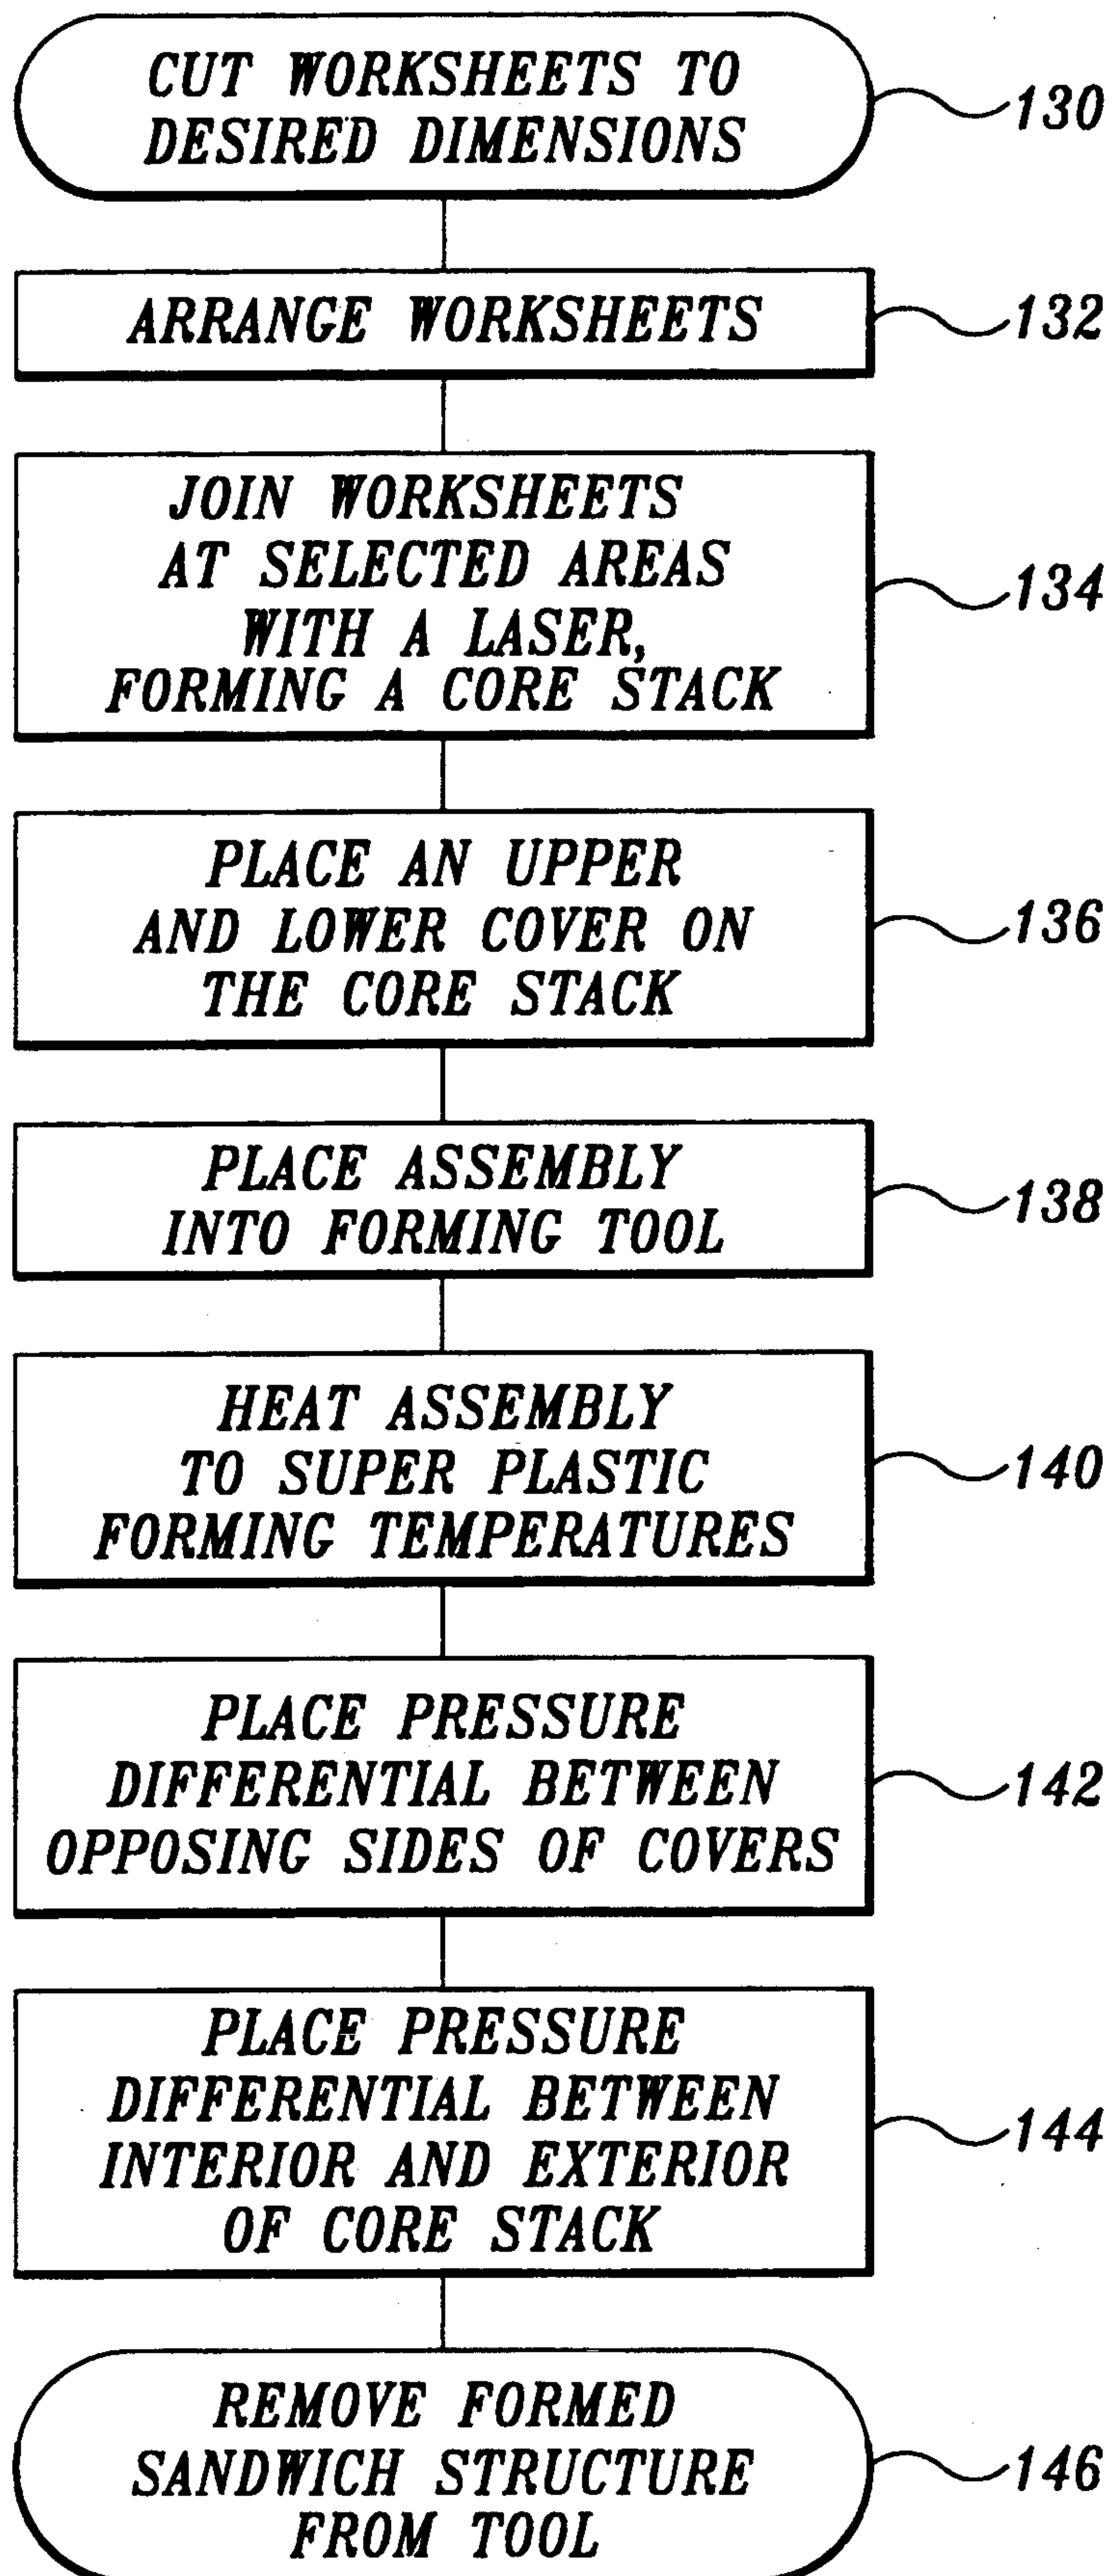 CUT WORKSHEETS TO
DESIRED DIMENSIONS
130
ARRANGE WORKSHEETS
132
JOIN WORKSHEETS
AT SELECTED AREAS
WITH A LASER,
FORMING A CORE STACK
134
PLACE AN UPPER
AND LOWER COVER ON
THE CORE STACK
136
PLACE ASSEMBLY
INTO FORMING TOOL
138
HEAT ASSEMBLY
TO SUPER PLASTIC
FORMING TEMPERATURES
140
PLACE PRESSURE
DIFFERENTIAL BETWEEN
OPPOSING SIDES OF COVERS
142
PLACE PRESSURE
DIFFERENTIAL BETWEEN
INTERIOR AND EXTERIOR
OF CORE STACK
144
REMOVE FORMED
SANDWICH STRUCTURE
FROM TOOL
146